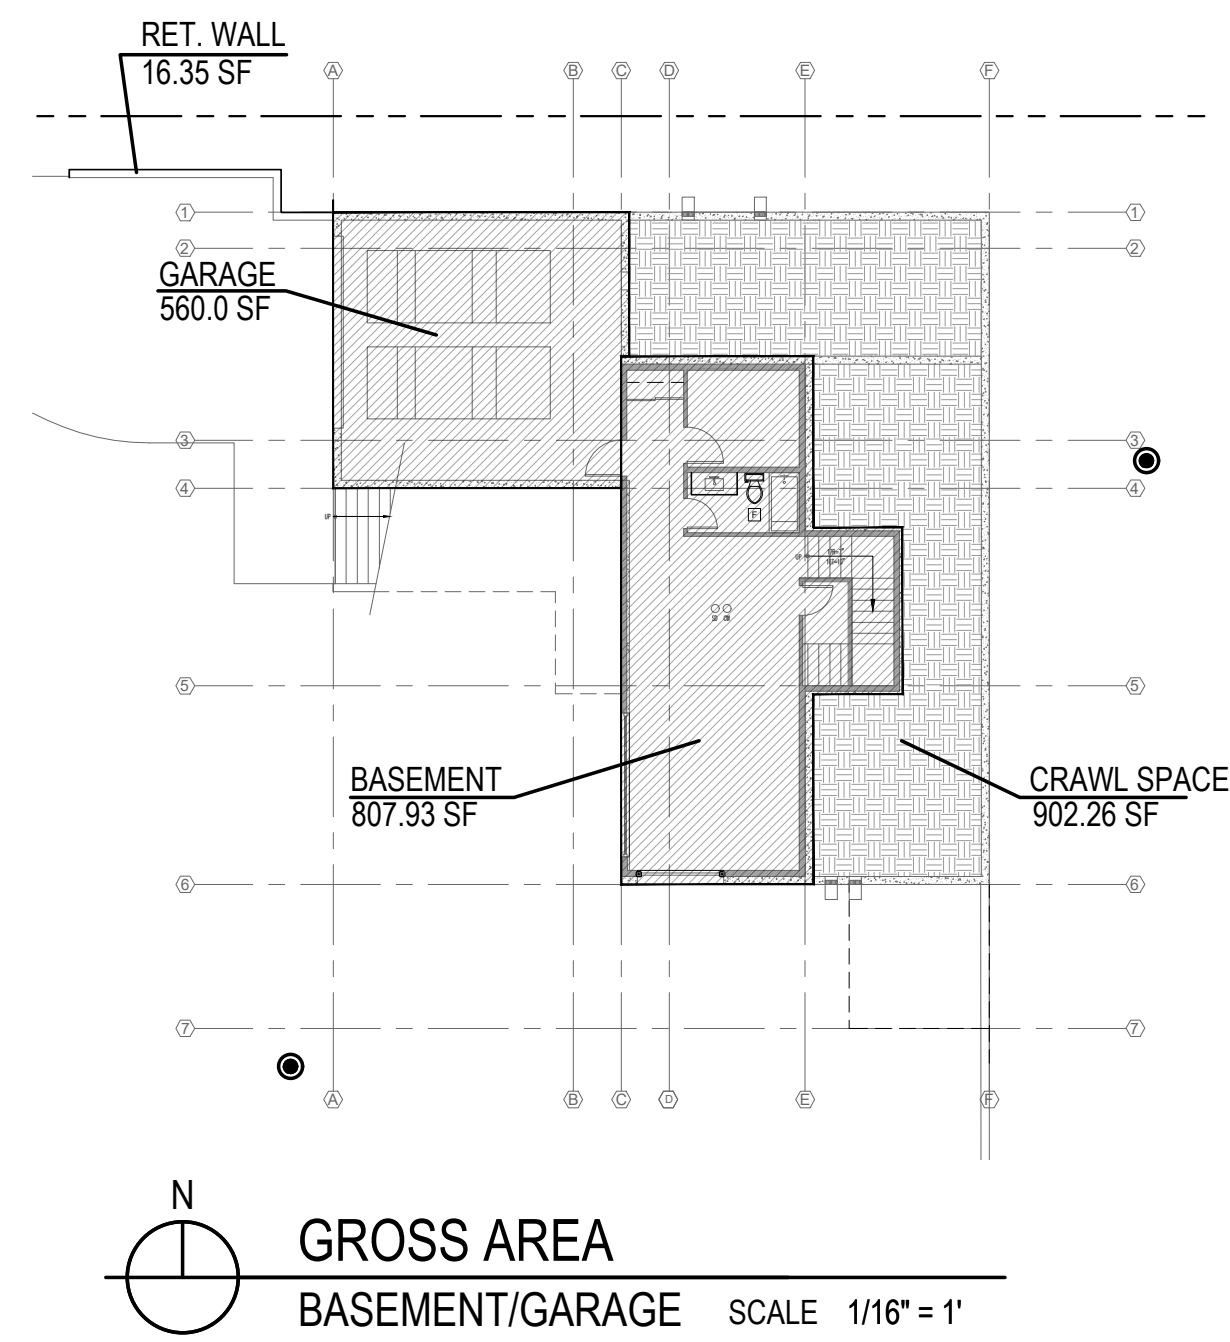 RET. WALL
16.35 SF
A
B
C
D
E
F
1
1
2
2
GARAGE
560.0 SF
3
3
4
4
UP
F
UP
5
5
BASEMENT
807.93 SF
CRAWL SPACE
902.26 SF
6
6
7
7
A
B
C
D
E
F
N
GROSS AREA
BASEMENT/GARAGE SCALE 1/16" = 1'